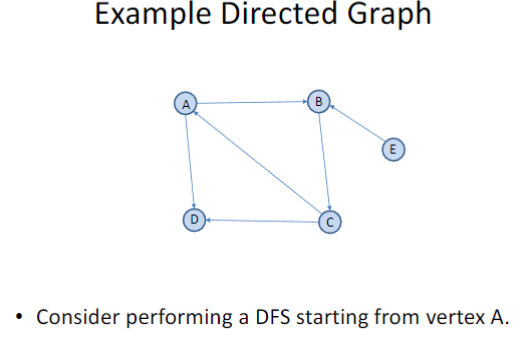 Example Directed Graph
A
B
E
D
C
• Consider performing a DFS starting from vertex A.